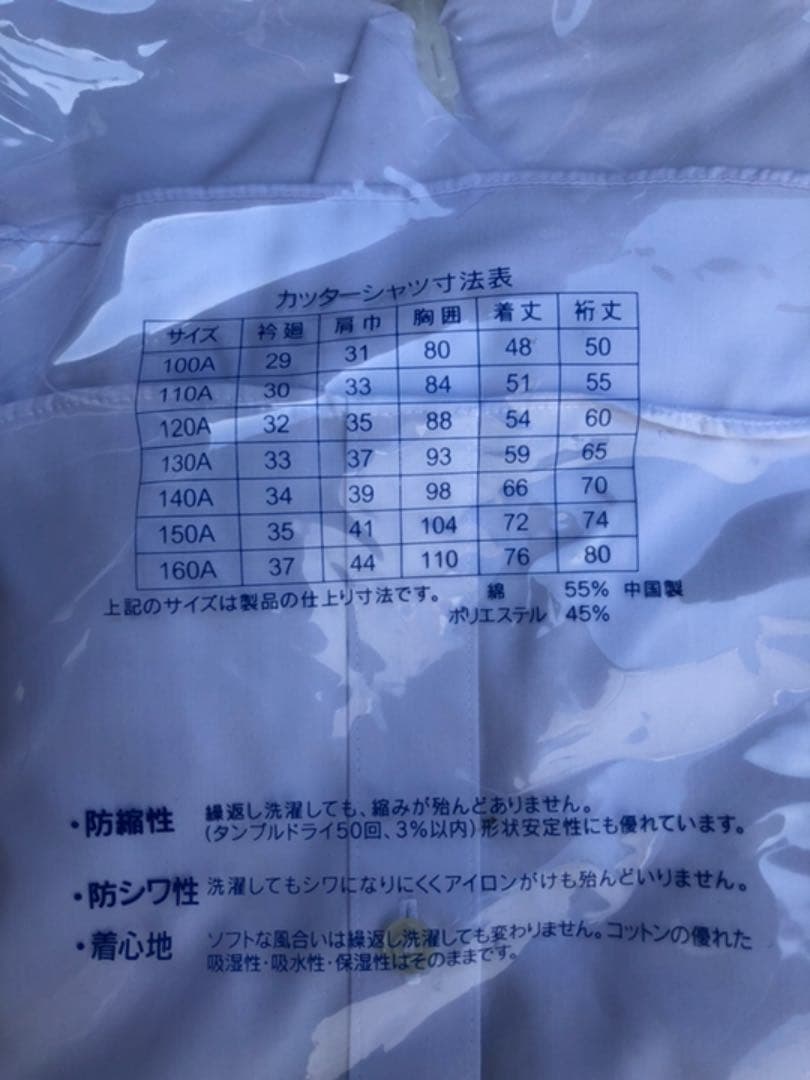 カッターシャツ寸法表
サイズ 衿廻 肩巾 胸囲 着丈 裄丈
100A 29 31 80 48 50
110A 30 33 84 51 55
120A 32 35 88 54 60
130A 33 37 93 59 65
140A 34 39 98 66 70
150A 35 41 104 72 74
160A 37 44 110 76 80
上記のサイズは製品の仕上り寸法です。 綿 55% 中国製
ポリエステル 45%
・防縮性 繰返し洗濯しても、縮みが殆んどありません。
(タンブルドライ50回、3%以内)形状安定性にも優れています。
・防シワ性 洗濯してもシワになりにくくアイロンがけも殆んどいりません。
・着心地 ソフトな風合いは繰返し洗濯しても変わりません。コットンの優れた
吸湿性・吸水性・保湿性はそのままです。